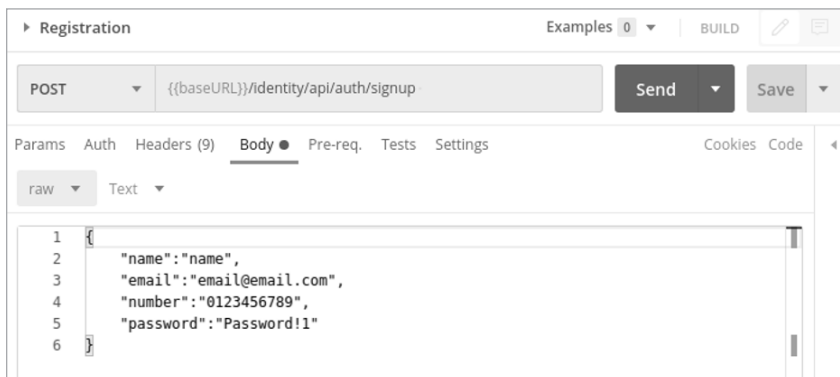 Registration Examples 0 BUILD
POST {{baseURL}}/identity/api/auth/signup Send Save
Params Auth Headers (9) Body Pre-req. Tests Settings Cookies Code
raw Text
1 {
2 "name":"name",
3 "email":"email@email.com",
4 "number":"0123456789",
5 "password":"Password!1"
6 }